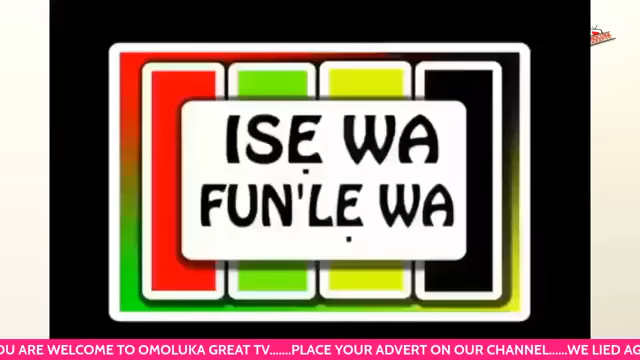 ISẸ WA
FUN'LẸ WA
OU ARE WELCOME TO OMOLUKA GREAT TV.......PLACE YOUR ADVERT ON OUR CHANNEL.....WE LIED AG